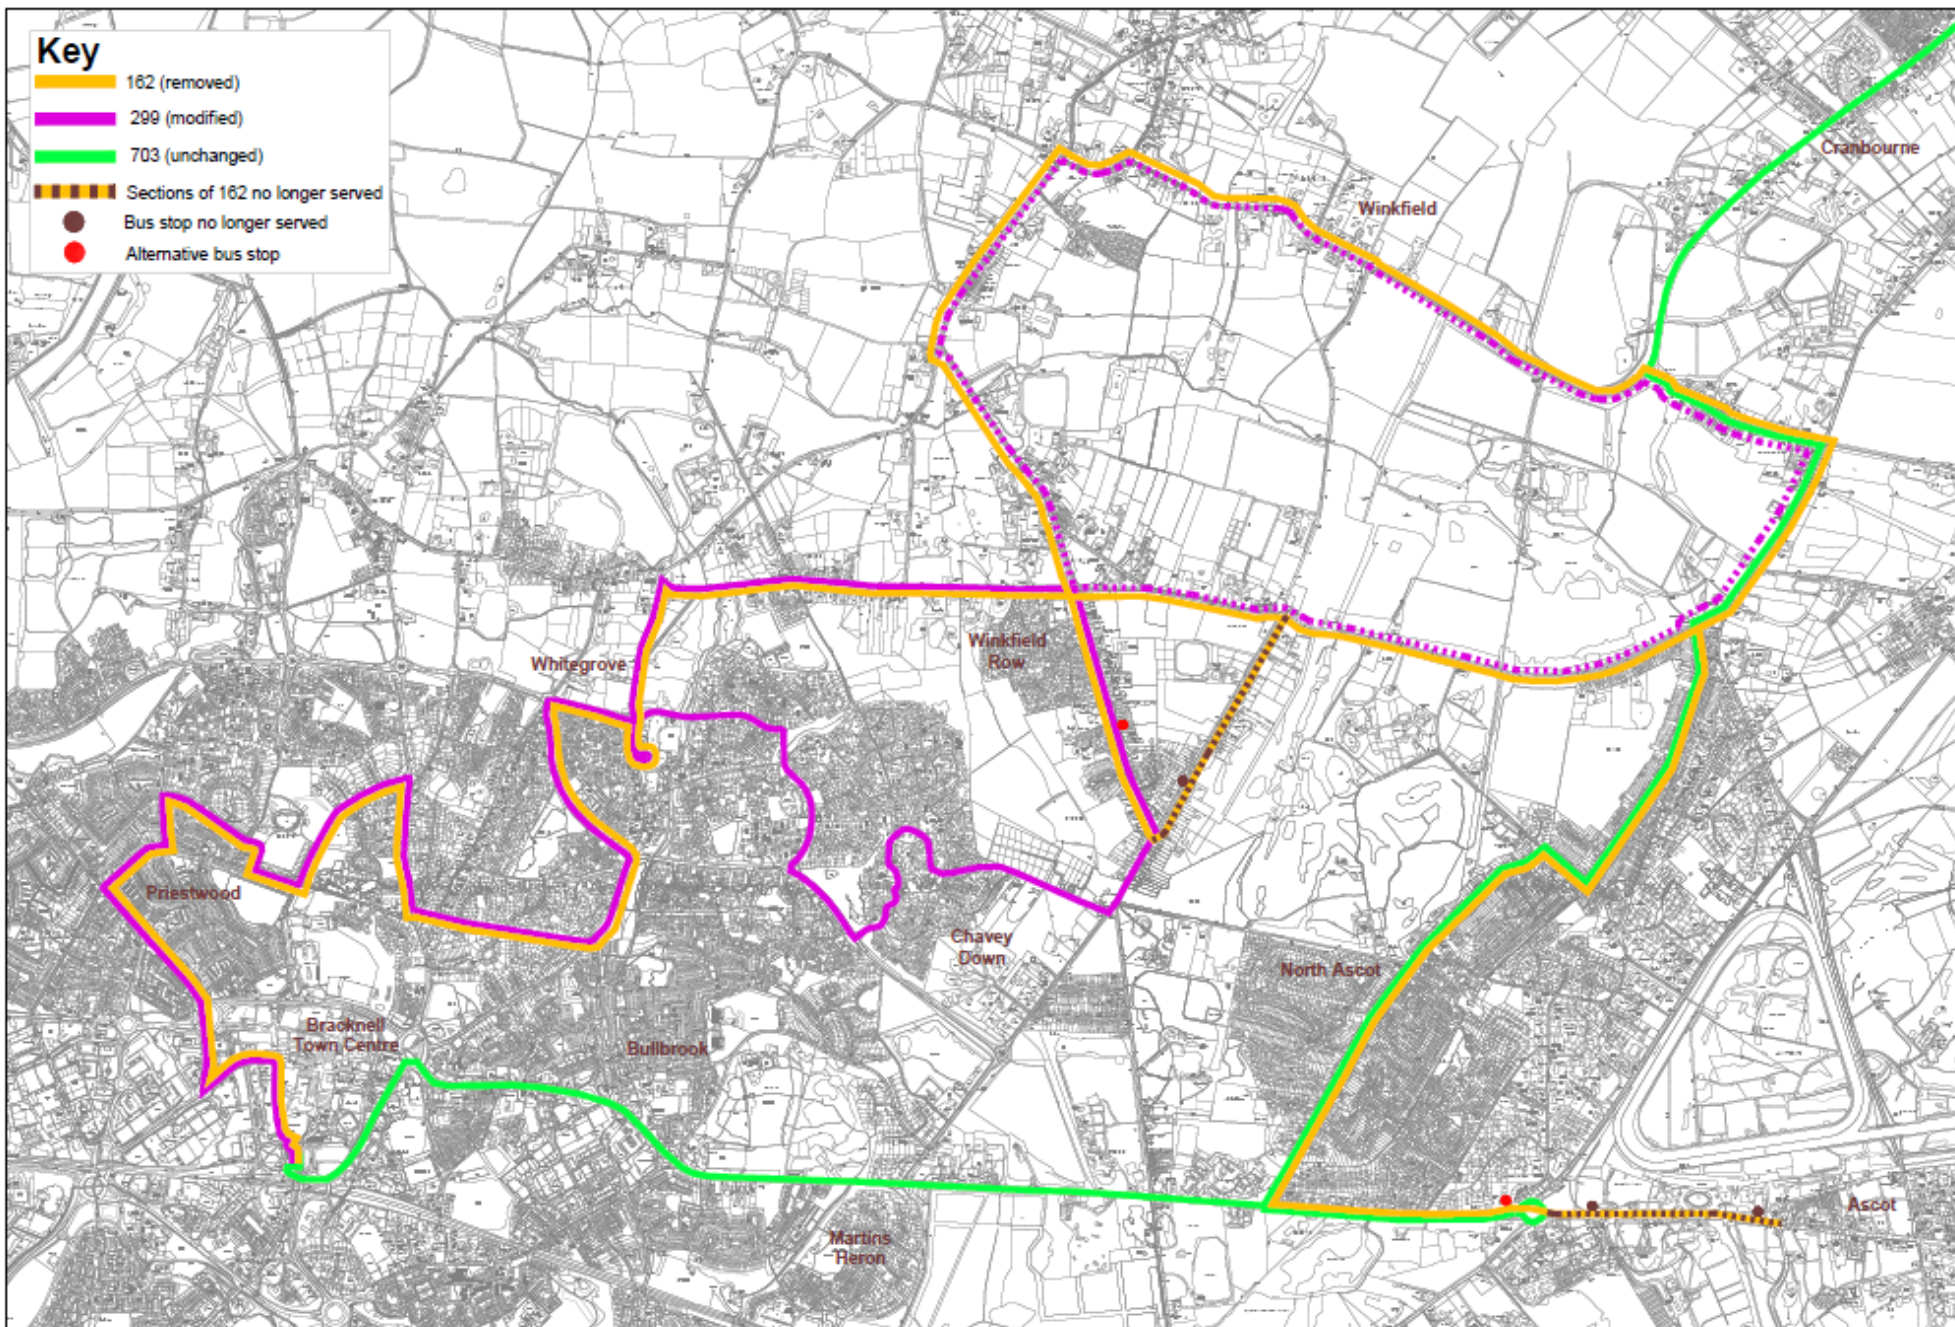 Key
162 (removed)
299 (modified)
703 (unchanged)
Sections of 162 no longer served
Bus stop no longer served
Alternative bus stop
Cranbourne
Winkfield
Winkfield
Row
Whitegrove
Priestwood
Chavey
Down
North Ascot
Bracknell
Town Centre
Bullbrook
Martins
Heron
Ascot